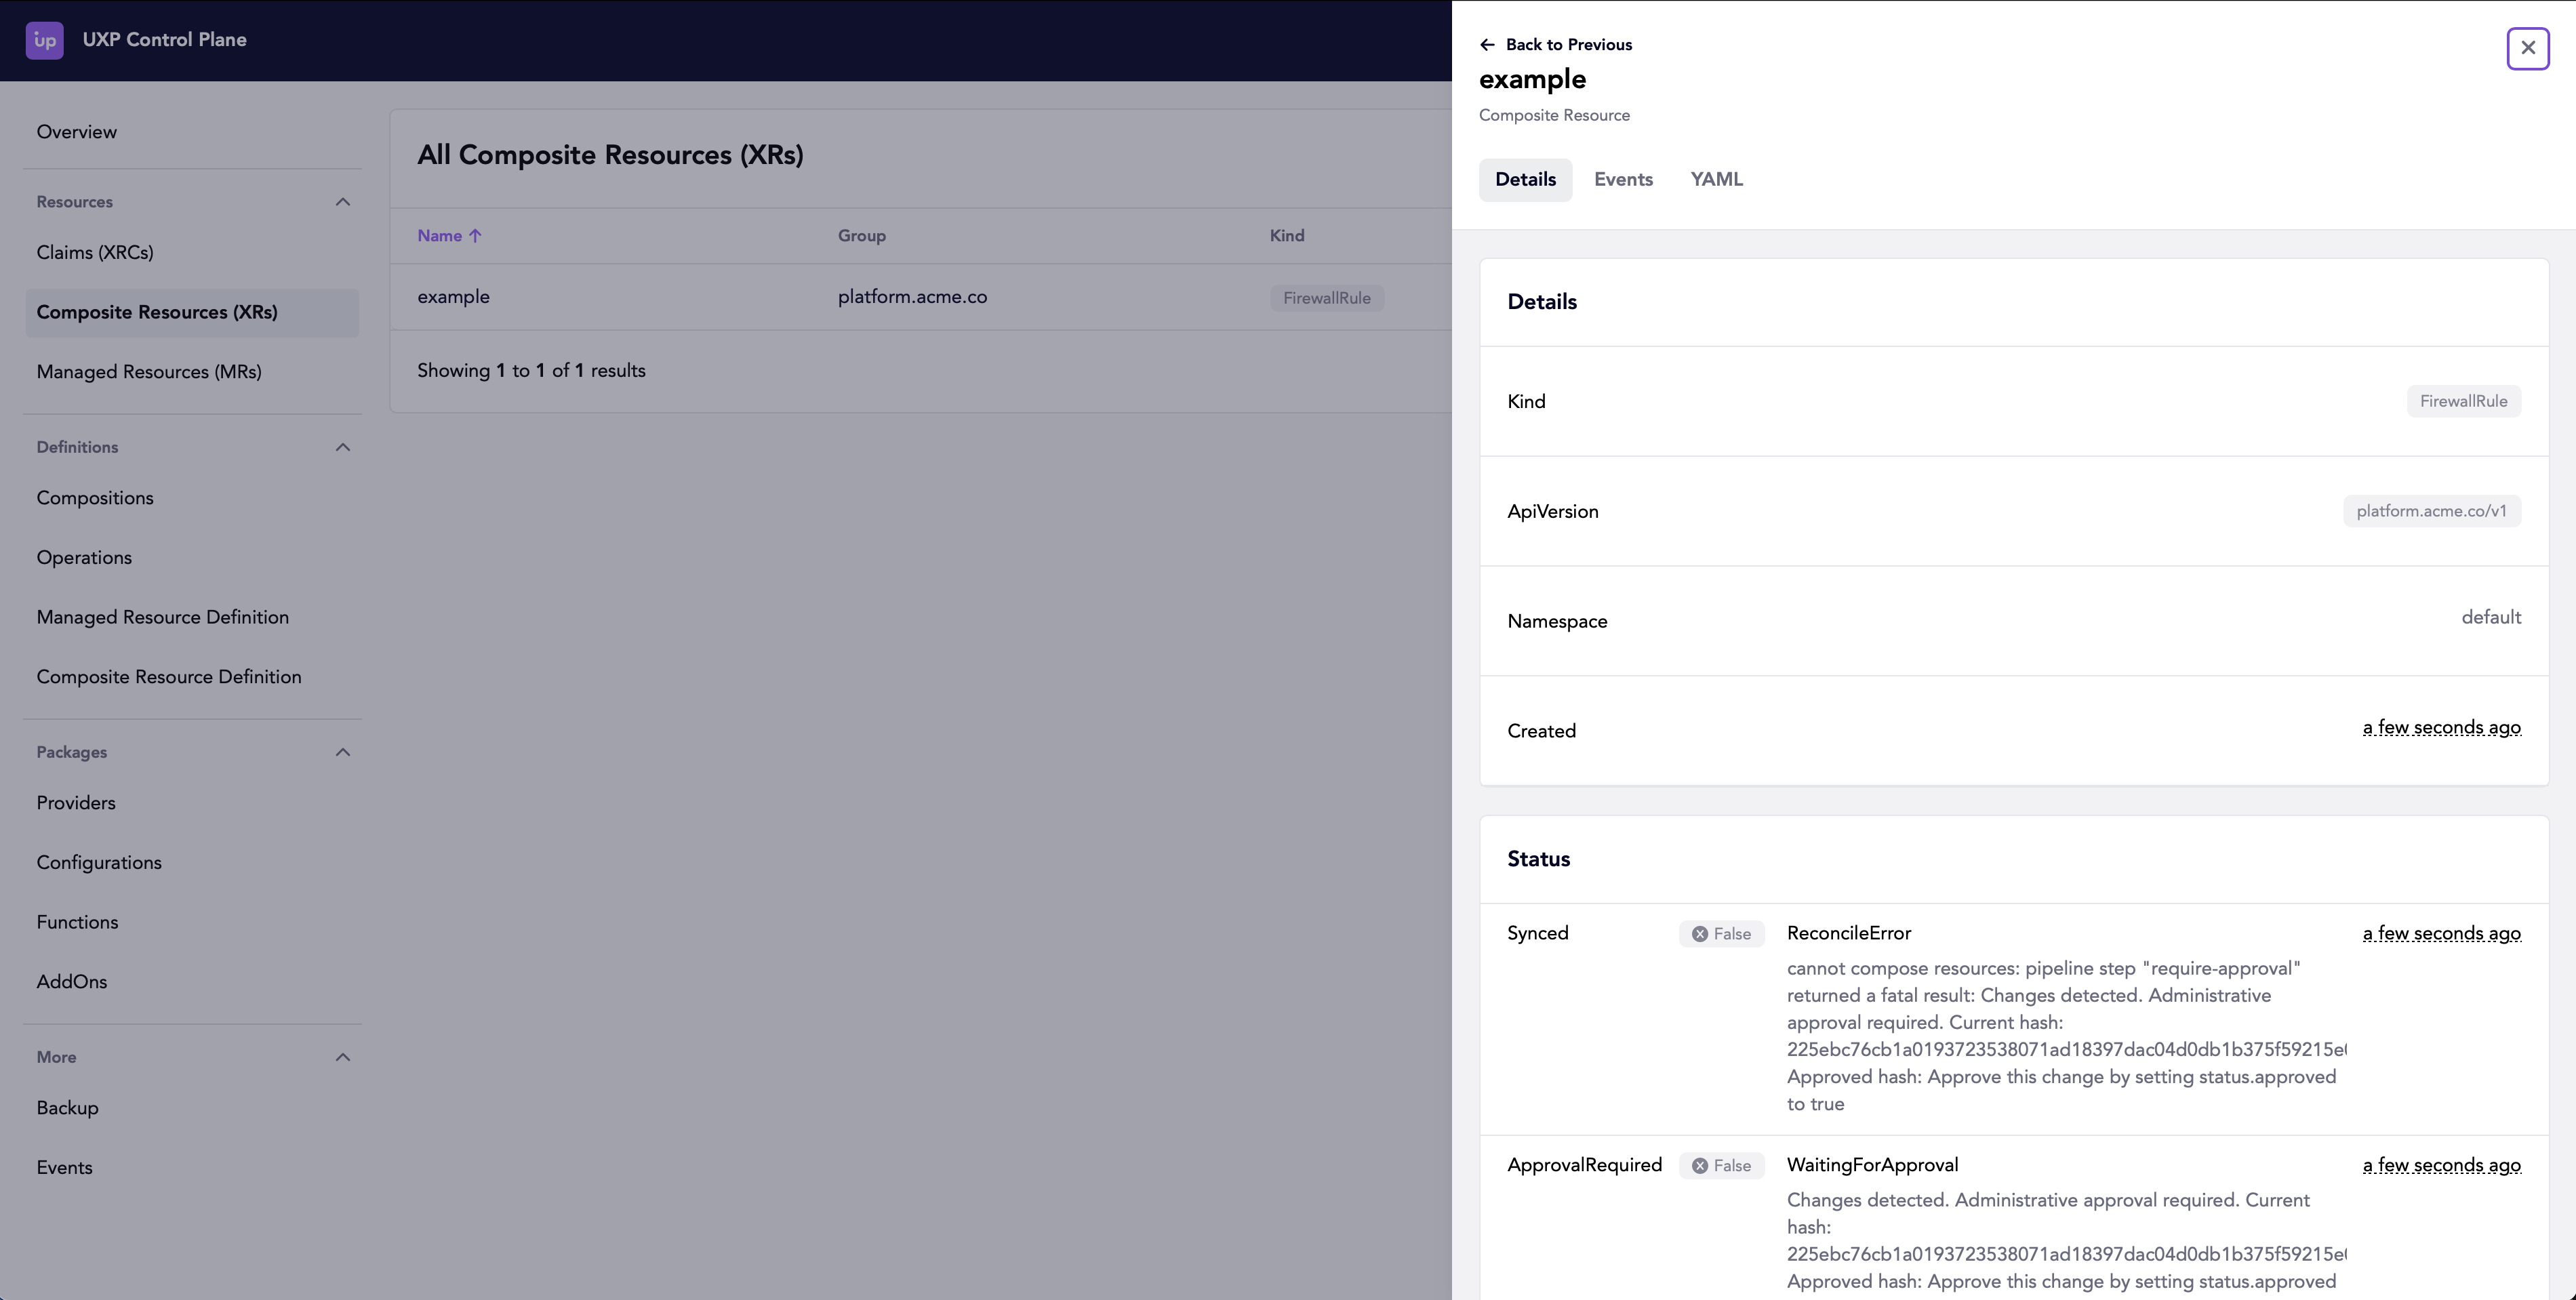 up
UXP Control Plane
Overview
Resources
Claims (XRCs)
Composite Resources (XRs)
Managed Resources (MRs)
Definitions
Compositions
Operations
Managed Resource Definition
Composite Resource Definition
Packages
Providers
Configurations
Functions
AddOns
More
Backup
Events
All Composite Resources (XRs)
Name ↑ Group Kind
example platform.acme.co FirewallRule
Showing 1 to 1 of 1 results
← Back to Previous
example
Composite Resource
Details Events YAML
Details
Kind FirewallRule
ApiVersion platform.acme.co/v1
Namespace default
Created a few seconds ago
Status
Synced False ReconcileError a few seconds ago
cannot compose resources: pipeline step "require-approval"
returned a fatal result: Changes detected. Administrative
approval required. Current hash:
225ebc76cb1a0193723538071ad18397dac04d0db1b375f59215e
Approved hash: Approve this change by setting status.approved
to true
ApprovalRequired False WaitingForApproval a few seconds ago
Changes detected. Administrative approval required. Current
hash:
225ebc76cb1a0193723538071ad18397dac04d0db1b375f59215e
Approved hash: Approve this change by setting status.approved